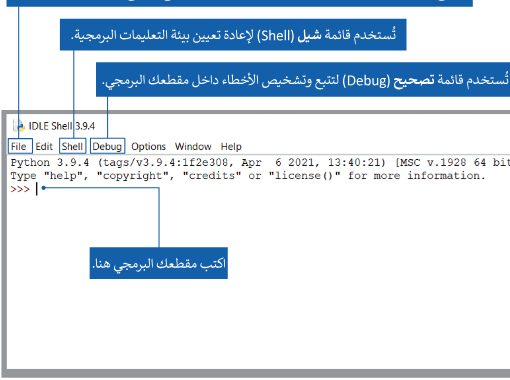 تُستخدم قائمة شيل (Shell) لإعادة تعيين بيئة التعليمات البرمجية.
تُستخدم قائمة تصحيح (Debug) لتتبع وتشخيص الأخطاء داخل مقطعك البرمجي.
IDLE Shell 3.9.4
File Edit Shell Debug Options Window Help
Python 3.9.4 (tags/v3.9.4:1f2e308, Apr 6 2021, 13:40:21) [MSC v.1928 64 bit
Type "help", "copyright", "credits" or "license()" for more information.
>>>
اكتب مقطعك البرمجي هنا.